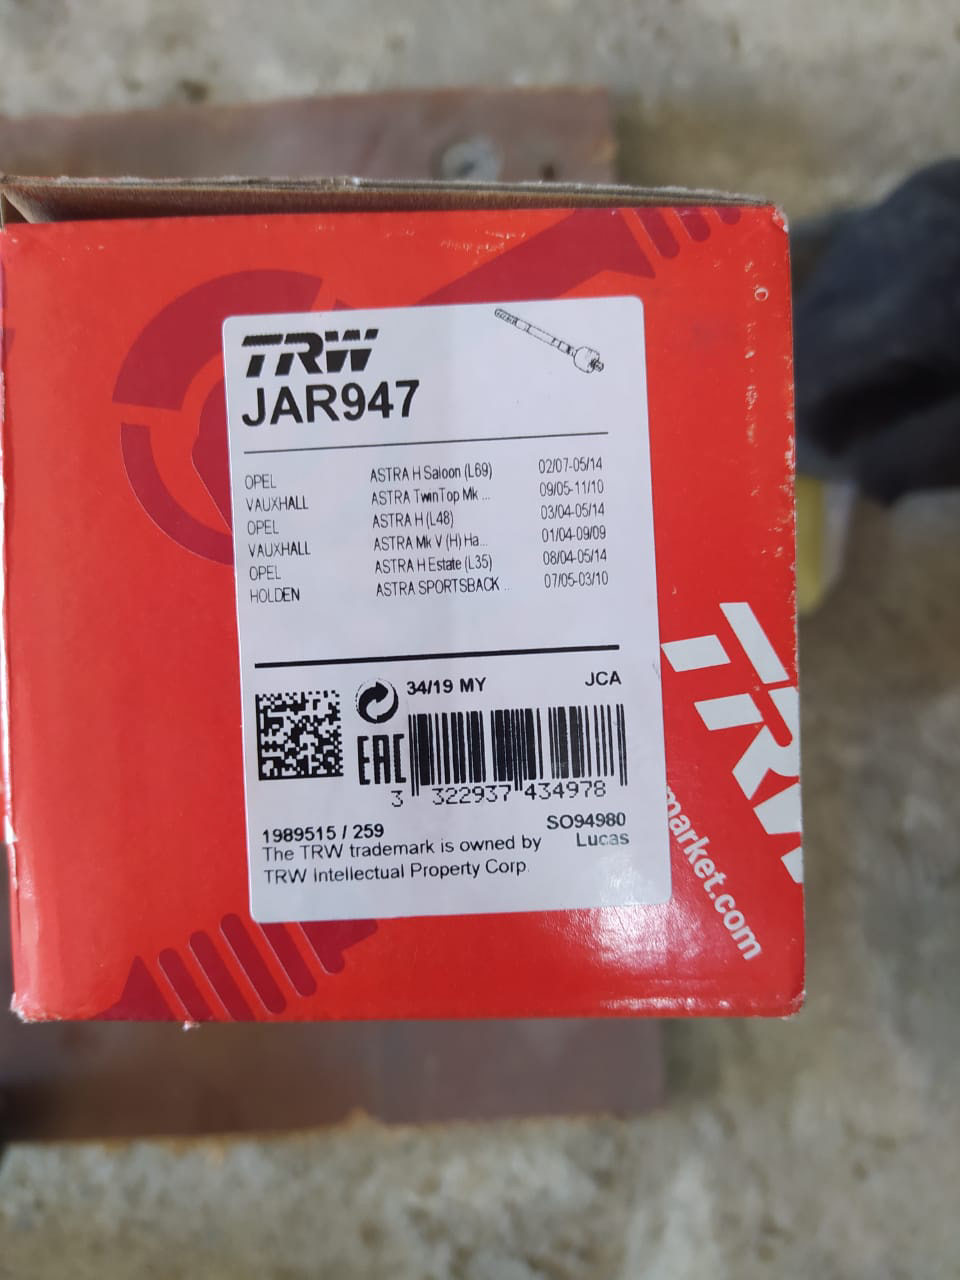 TRW
JAR947
OPEL ASTRA H Saloon (L69) 02/07-05/14
VAUXHALL ASTRA TwinTop Mk ... 09/05-11/10
OPEL ASTRA H (L48) 03/04-05/14
VAUXHALL ASTRA Mk V (H) Ha... 01/04-09/09
OPEL ASTRA H Estate (L35) 08/04-05/14
HOLDEN ASTRA SPORTSBACK ... 07/05-03/10
34/19 MY JCA
EAC
3 322937 434978
1989515 / 259 SO94980
The TRW trademark is owned by Lucas
TRW Intellectual Property Corp.
TRW
market.com